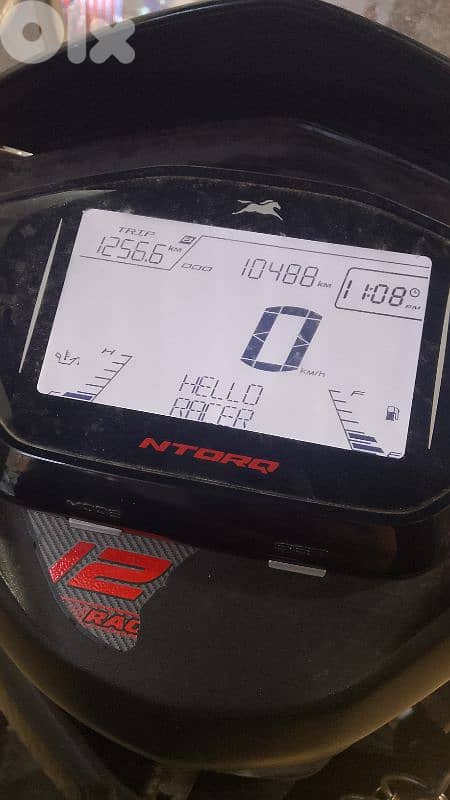 OLX
TRIP
1256.6 KM
10488 KM
11:08 PM
0 km/h
H
F
HELLO
RACER
E
NTORQ
MODE
SET
12
RAC